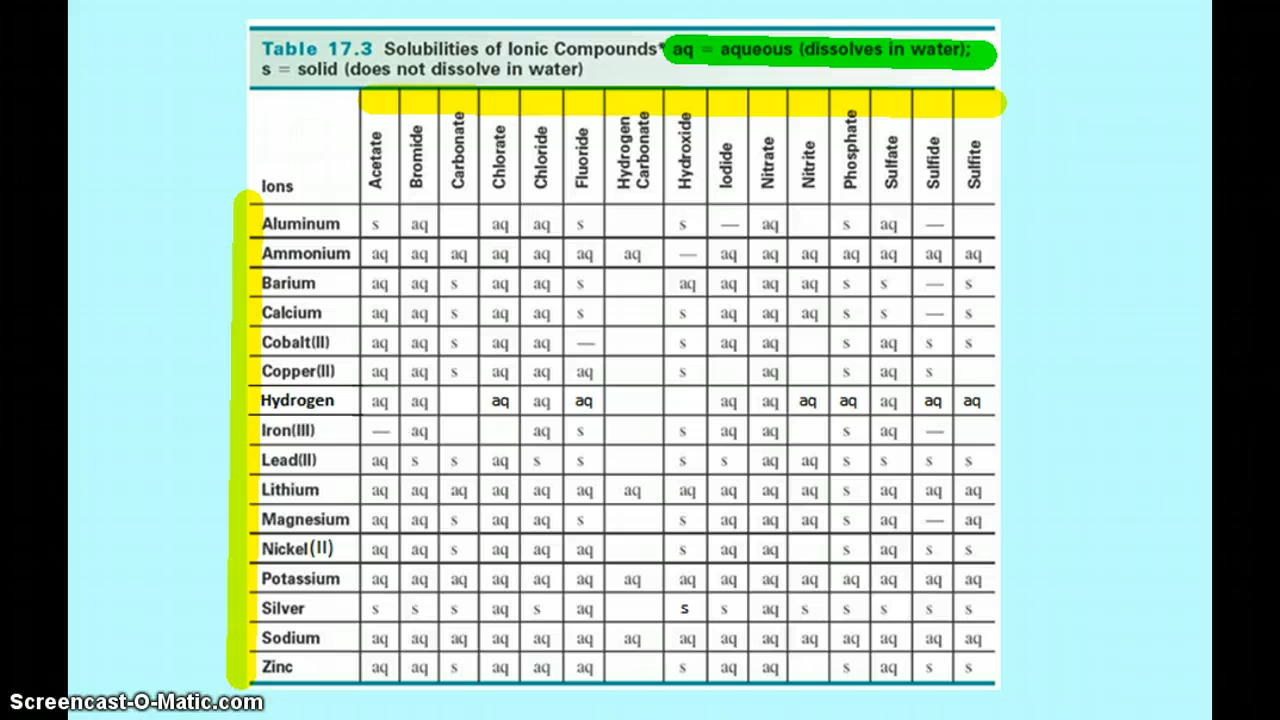 Table 17.3 Solubilities of Ionic Compounds* aq = aqueous (dissolves in water);
s = solid (does not dissolve in water)
Ions Acetate Bromide Carbonate Chlorate Chloride Fluoride Hydrogen Carbonate Hydroxide Iodide Nitrate Nitrite Phosphate Sulfate Sulfide Sulfite
Aluminum s aq aq aq s s — aq s aq —
Ammonium aq aq aq aq aq aq aq — aq aq aq aq aq aq aq
Barium aq aq s aq aq s aq aq aq aq s s — s
Calcium aq aq s aq aq s s aq aq aq s s — s
Cobalt(II) aq aq s aq aq — s aq aq s aq s s
Copper(II) aq aq s aq aq aq s aq s aq s
Hydrogen aq aq aq aq aq aq aq aq aq aq aq aq
Iron(III) — aq aq s s aq aq s aq —
Lead(II) aq s s aq s s s s aq aq s s s s
Lithium aq aq aq aq aq aq aq aq aq aq aq s aq aq aq
Magnesium aq aq s aq aq s s aq aq aq s aq — aq
Nickel(II) aq aq s aq aq aq s aq aq s aq s s
Potassium aq aq aq aq aq aq aq aq aq aq aq aq aq aq aq
Silver s s s aq s aq s s aq s s s s s
Sodium aq aq aq aq aq aq aq aq aq aq aq aq aq aq aq
Zinc aq aq s aq aq aq s aq aq s aq s s
Screencast-O-Matic.com